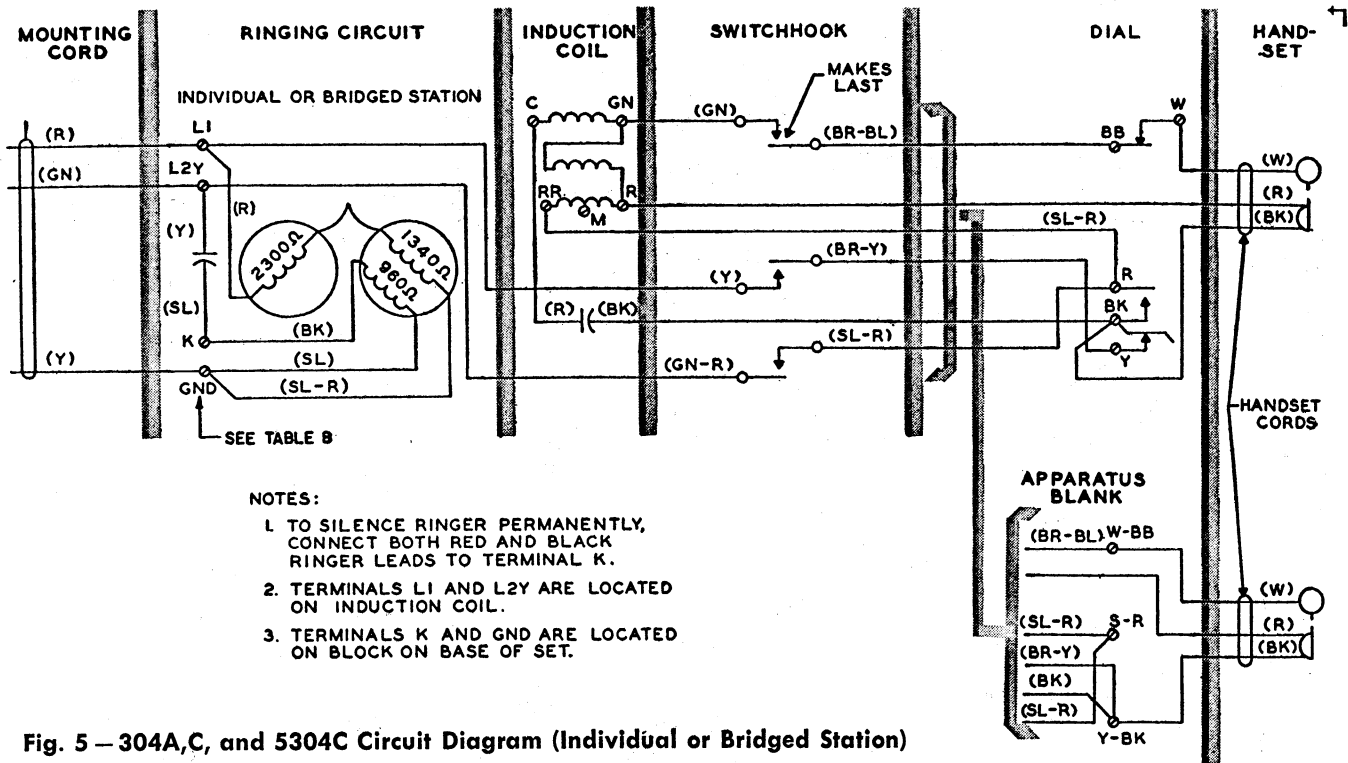 MOUNTING
CORD
RINGING CIRCUIT
INDUCTION
COIL
SWITCHHOOK
DIAL
HAND-
SET
INDIVIDUAL OR BRIDGED STATION
MAKES
LAST
(R)
L1
C
GN
(GN)
(BR-BL)
BB
W
(W)
(GN)
L2Y
(R)
(Y)
RR
R
M
(R)
(SL-R)
(BK)
2300Ω
1340Ω
960Ω
(BR-Y)
(Y)
R
(SL)
(R)
(BK)
BK
K
(BK)
(SL-R)
Y
(Y)
(SL)
(GN-R)
GND
(SL-R)
HANDSET
CORDS
SEE TABLE B
APPARATUS
BLANK
NOTES:
1. TO SILENCE RINGER PERMANENTLY,
CONNECT BOTH RED AND BLACK
RINGER LEADS TO TERMINAL K.
2. TERMINALS L1 AND L2Y ARE LOCATED
ON INDUCTION COIL.
3. TERMINALS K AND GND ARE LOCATED
ON BLOCK ON BASE OF SET.
(BR-BL)
W-BB
(W)
(SL-R)
S-R
(R)
(BR-Y)
(BK)
(BK)
(SL-R)
Y-BK
Fig. 5 — 304A,C, and 5304C Circuit Diagram (Individual or Bridged Station)